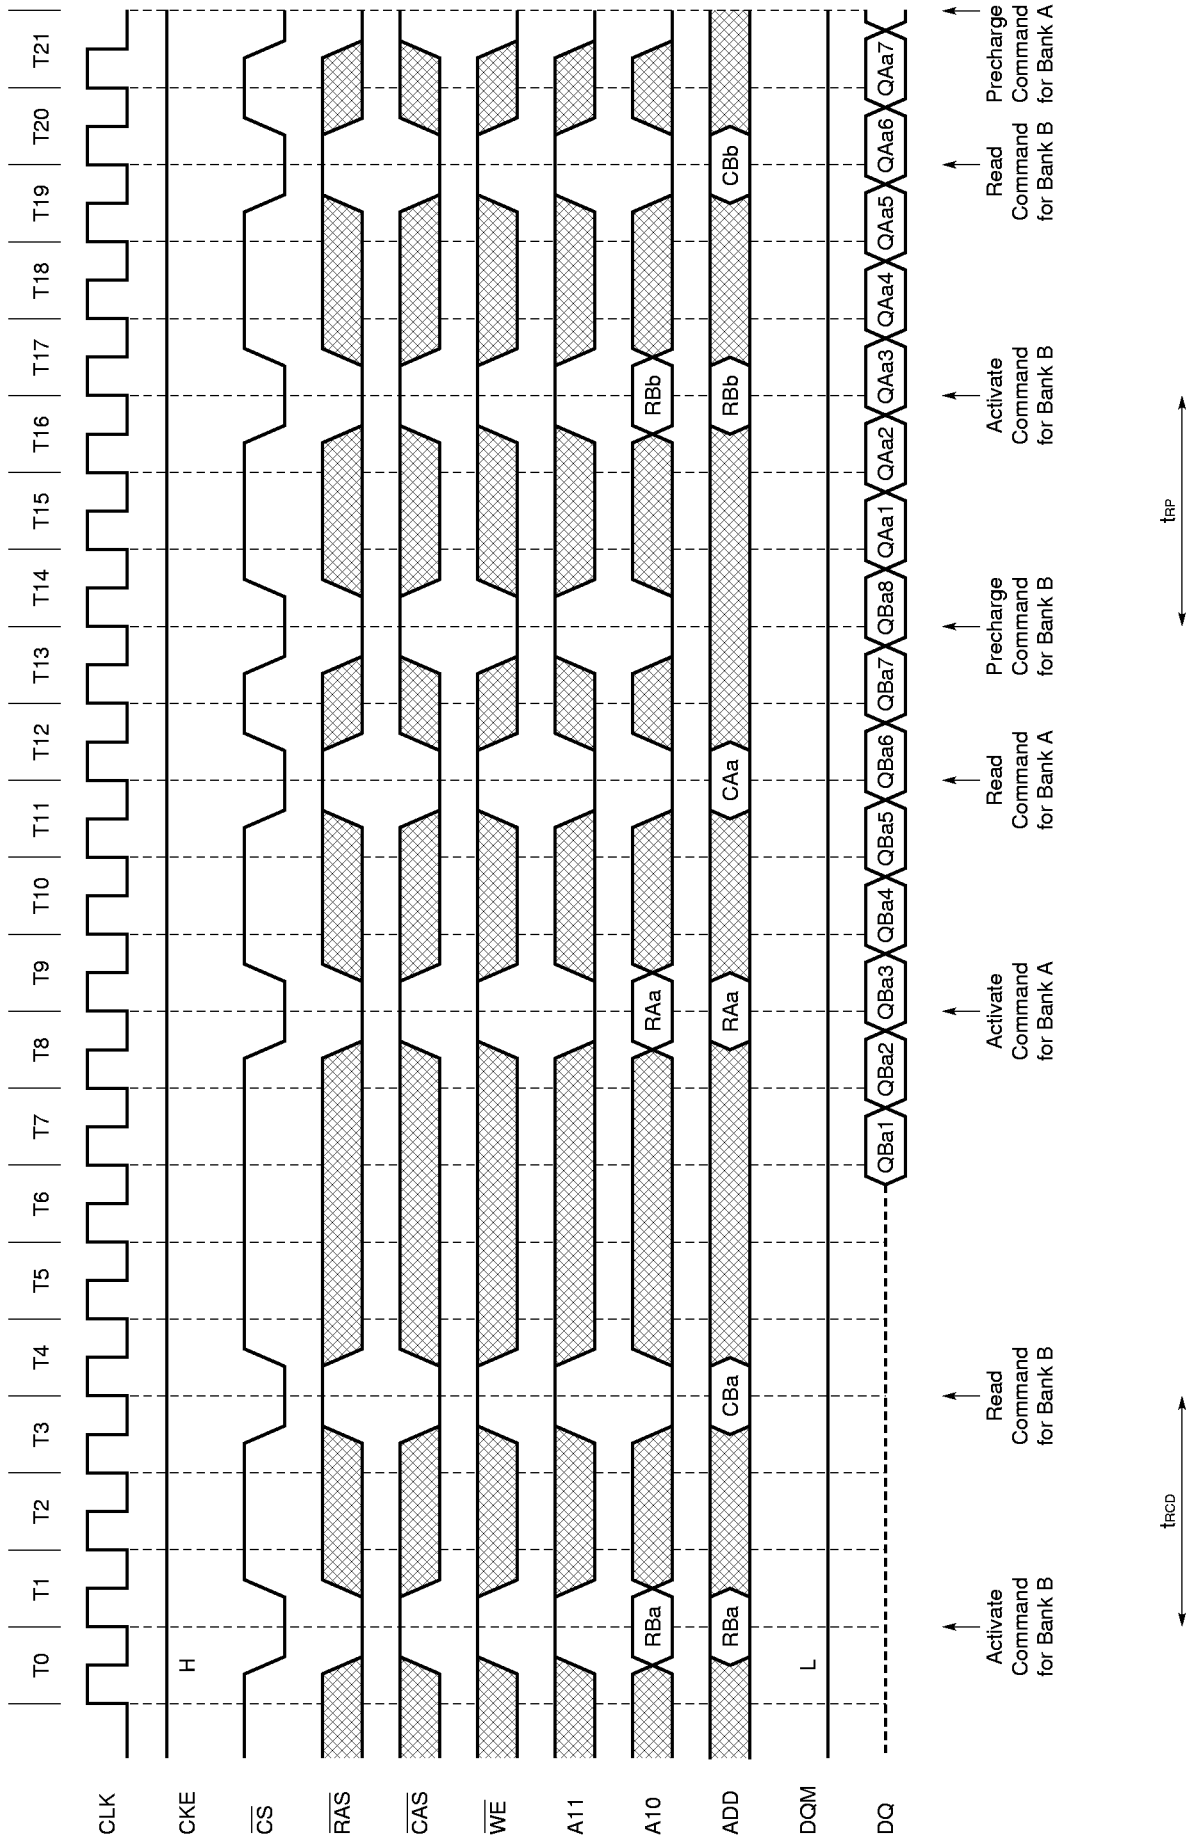 T0 T1 T2 T3 T4 T5 T6 T7 T8 T9 T10 T11 T12 T13 T14 T15 T16 T17 T18 T19 T20 T21
CLK
CKE
H
CS
RAS
CAS
WE
A11
A10
RBa RAa RBb
ADD
RBa CBa RAa CAa RBb CBb
DQM
L
DQ
QBa1 QBa2 QBa3 QBa4 QBa5 QBa6 QBa7 QBa8 QAa1 QAa2 QAa3 QAa4 QAa5 QAa6 QAa7
Activate
Command
for Bank B
Read
Command
for Bank B
Activate
Command
for Bank A
Read
Command
for Bank A
Precharge
Command
for Bank B
Activate
Command
for Bank B
Read
Command
for Bank B
Precharge
Command
for Bank A
tRCD
tRP